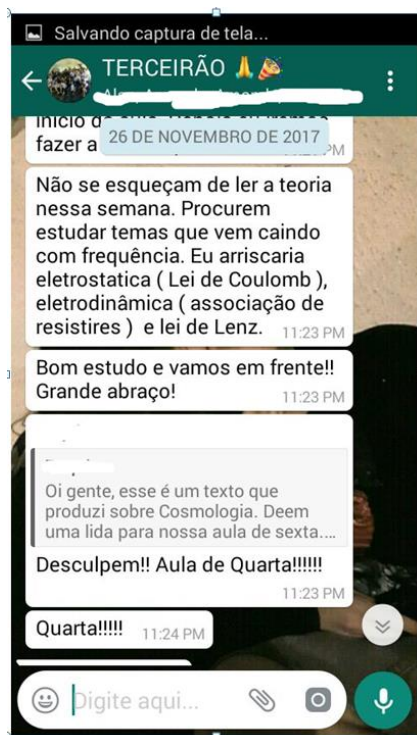 Salvando captura de tela...
TERCEIRÃO 🙏 🎉
26 DE NOVEMBRO DE 2017
fazer a
Não se esqueçam de ler a teoria
nessa semana. Procurem
estudar temas que vem caindo
com frequência. Eu arriscaria
eletrostatica ( Lei de Coulomb ),
eletrodinâmica ( associação de
resistires ) e lei de Lenz. 11:23 PM
Bom estudo e vamos em frente!!
Grande abraço! 11:23 PM
Oi gente, esse é um texto que
produzi sobre Cosmologia. Deem
uma lida para nossa aula de sexta....
Desculpem!! Aula de Quarta!!!!!!
11:23 PM
Quarta!!!!! 11:24 PM
Digite aqui...